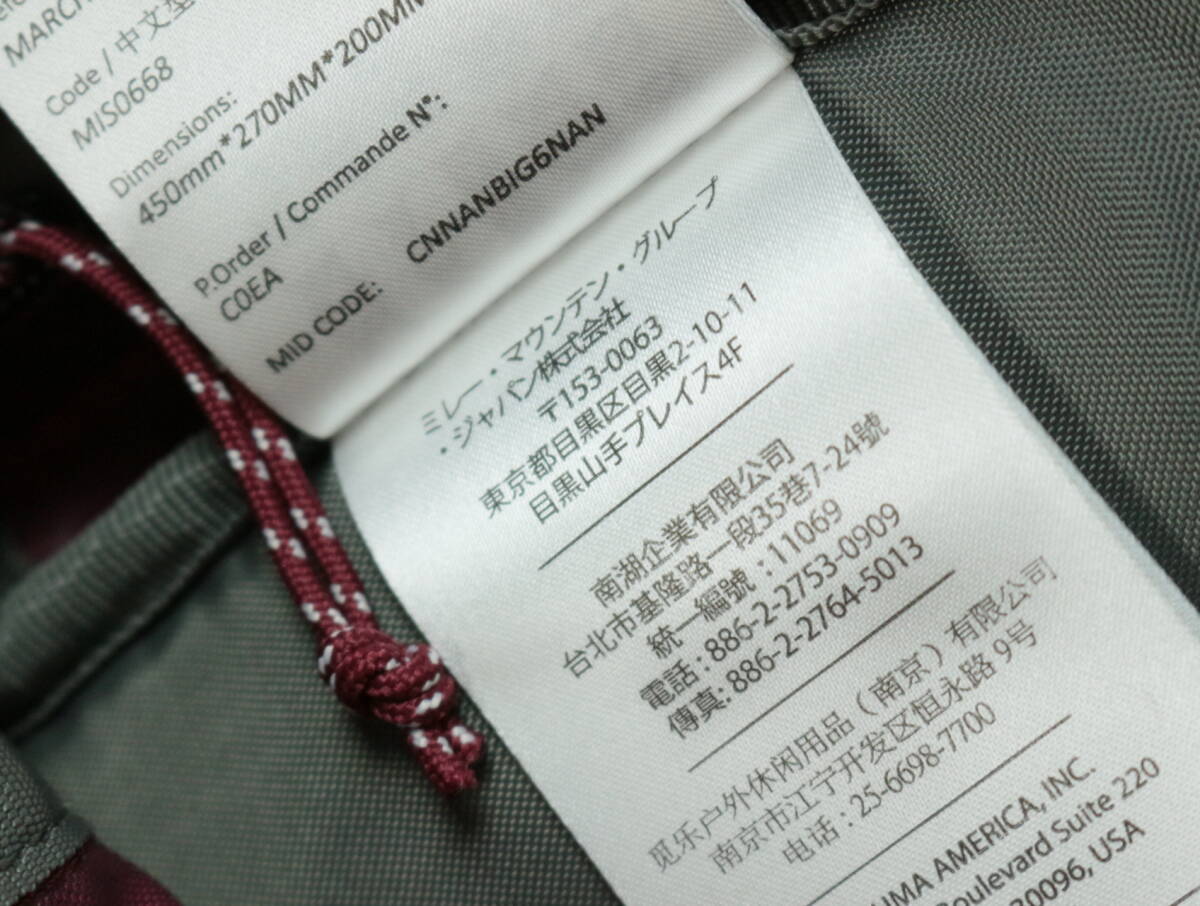 MARCH
Code / 中文型
MIS0668
Dimensions:
450mm*270MM*200MM
P.Order / Commande N°:
C0EA
MID CODE: CNNANBIG6NAN
ミレー・マウンテン・グループ
・ジャパン株式会社
〒153-0063
東京都目黒区目黒2-10-11
目黒山手プレイス4F
南湖企業有限公司
台北市基隆路一段35巷7-24號
統一編號 : 11069
電話 : 886-2-2753-0909
傳真: 886-2-2764-5013
觅乐户外休闲用品（南京）有限公司
南京市江宁开发区恒永路 9号
电话 : 25-6698-7700
UMA AMERICA, INC.
Boulevard Suite 220
30096, USA